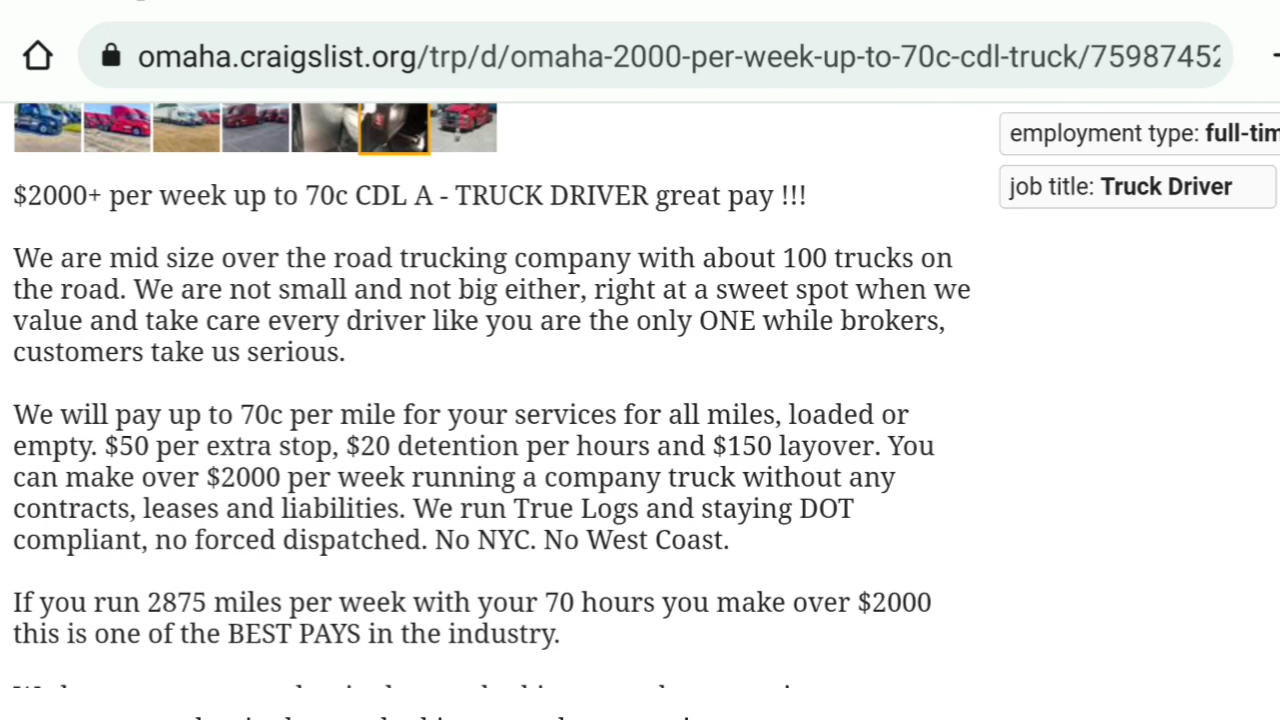 omaha.craigslist.org/trp/d/omaha-2000-per-week-up-to-70c-cdl-truck/7598745
employment type: full-tim
job title: Truck Driver
$2000+ per week up to 70c CDL A - TRUCK DRIVER great pay !!!
We are mid size over the road trucking company with about 100 trucks on
the road. We are not small and not big either, right at a sweet spot when we
value and take care every driver like you are the only ONE while brokers,
customers take us serious.
We will pay up to 70c per mile for your services for all miles, loaded or
empty. $50 per extra stop, $20 detention per hours and $150 layover. You
can make over $2000 per week running a company truck without any
contracts, leases and liabilities. We run True Logs and staying DOT
compliant, no forced dispatched. No NYC. No West Coast.
If you run 2875 miles per week with your 70 hours you make over $2000
this is one of the BEST PAYS in the industry.